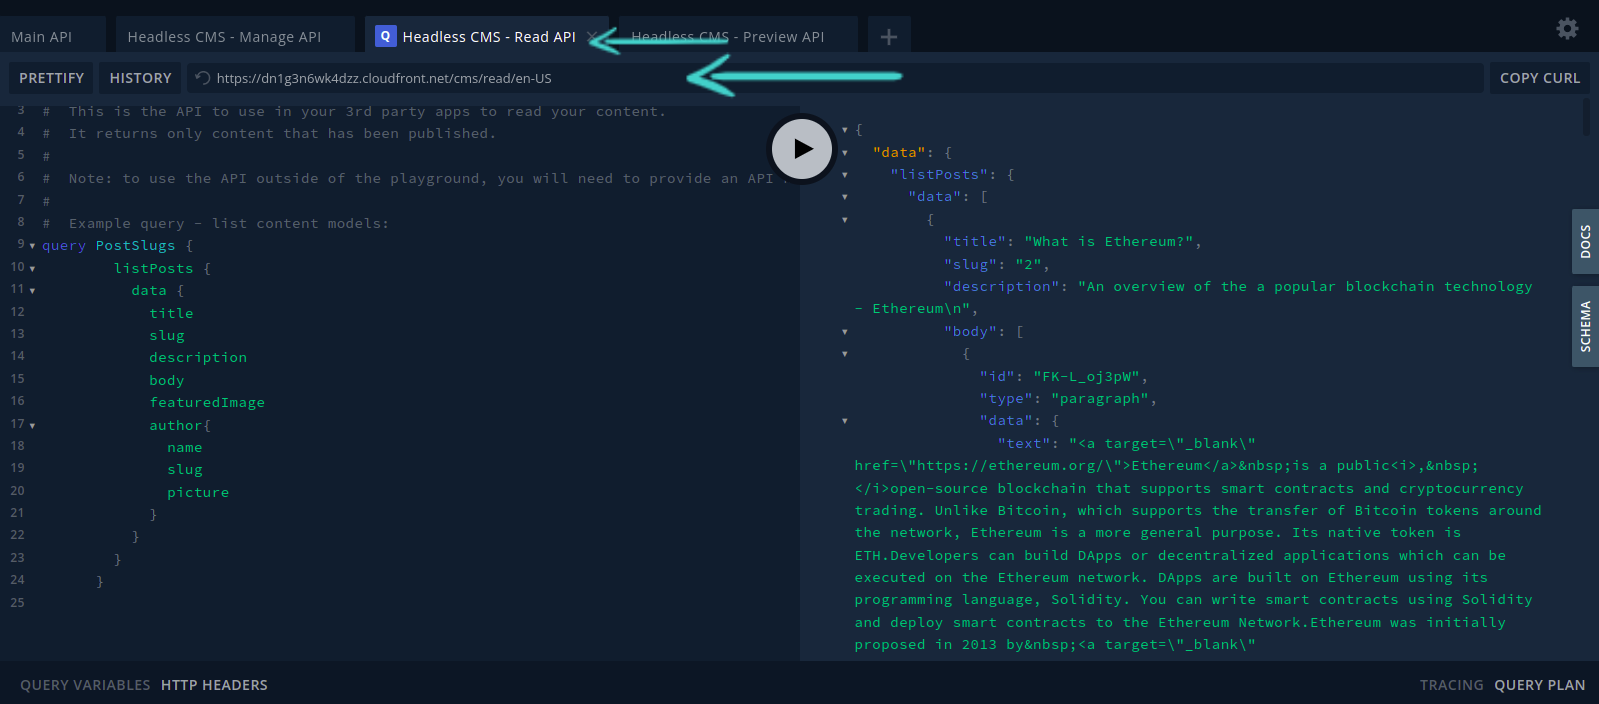 Main API
Headless CMS - Manage API
Q Headless CMS - Read API
Headless CMS - Preview API
PRETTIFY
HISTORY
https://dn1g3n6wk4dzz.cloudfront.net/cms/read/en-US
COPY CURL
3 #  This is the API to use in your 3rd party apps to read your content.
4 #  It returns only content that has been published.
5 #
6 #  Note: to use the API outside of the playground, you will need to provide an API
7 #
8 #  Example query - list content models:
9 query PostSlugs {
10 listPosts {
11 data {
12 title
13 slug
14 description
15 body
16 featuredImage
17 author{
18 name
19 slug
20 picture
21 }
22 }
23 }
24 }
25
{
"data": {
"listPosts": {
"data": [
{
"title": "What is Ethereum?",
"slug": "2",
"description": "An overview of the a popular blockchain technology
- Ethereum\n",
"body": [
{
"id": "FK-L_oj3pW",
"type": "paragraph",
"data": {
"text": "<a target=\"_blank\"
href=\"https://ethereum.org/\">Ethereum</a>&nbsp;is a public<i>,&nbsp;
</i>open-source blockchain that supports smart contracts and cryptocurrency
trading. Unlike Bitcoin, which supports the transfer of Bitcoin tokens around
the network, Ethereum is a more general purpose. Its native token is
ETH.Developers can build DApps or decentralized applications which can be
executed on the Ethereum network. DApps are built on Ethereum using its
programming language, Solidity. You can write smart contracts using Solidity
and deploy smart contracts to the Ethereum Network.Ethereum was initially
proposed in 2013 by&nbsp;<a target=\"_blank\"
DOCS
SCHEMA
QUERY VARIABLES
HTTP HEADERS
TRACING
QUERY PLAN